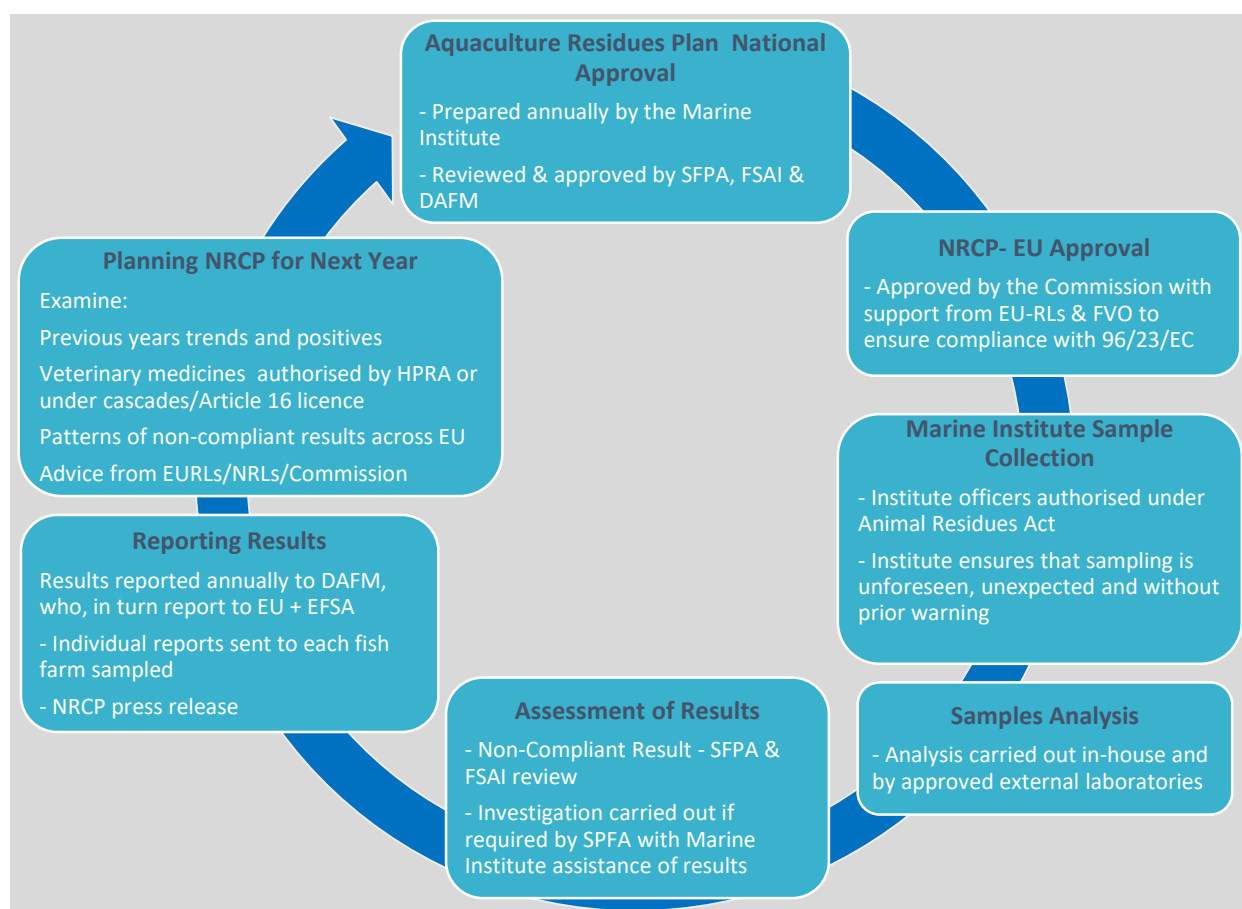 Aquaculture Residues Plan  National
Approval
- Prepared annually by the Marine
Institute
- Reviewed & approved by SFPA, FSAI &
DAFM
NRCP- EU Approval
- Approved by the Commission with
support from EU-RLs & FVO to
ensure compliance with 96/23/EC
Marine Institute Sample
Collection
- Institute officers authorised under
Animal Residues Act
- Institute ensures that sampling is
unforeseen, unexpected and without
prior warning
Samples Analysis
- Analysis carried out in-house and
by approved external laboratories
Assessment of Results
- Non-Compliant Result - SFPA &
FSAI review
- Investigation carried out if
required by SPFA with Marine
Institute assistance of results
Reporting Results
Results reported annually to DAFM,
who, in turn report to EU + EFSA
- Individual reports sent to each fish
farm sampled
- NRCP press release
Planning NRCP for Next Year
Examine:
Previous years trends and positives
Veterinary medicines  authorised by HPRA or
under cascades/Article 16 licence
Patterns of non-compliant results across EU
Advice from EURLs/NRLs/Commission